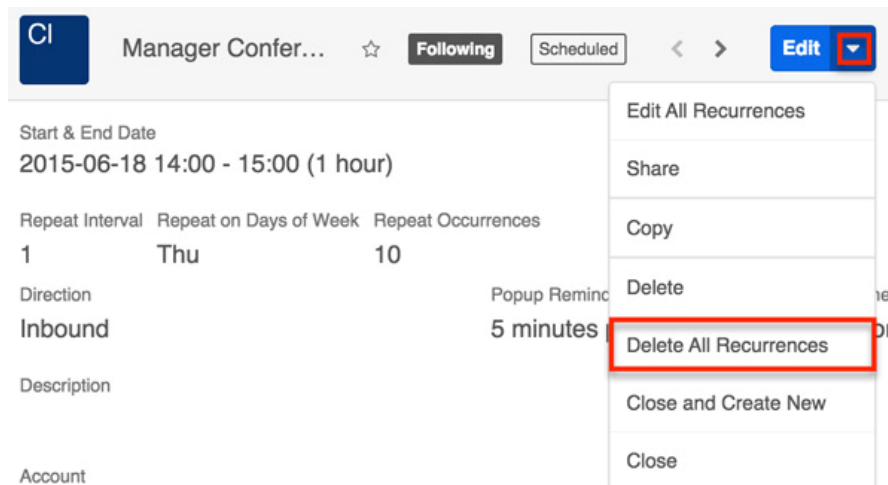 CI
Manager Confer... Following Scheduled Edit
Start & End Date
2015-06-18 14:00 - 15:00 (1 hour)
Repeat Interval Repeat on Days of Week Repeat Occurrences
1 Thu 10
Direction Popup
Inbound 5 minutes
Description
Account
Edit All Recurrences
Share
Copy
Delete
Delete All Recurrences
Close and Create New
Close